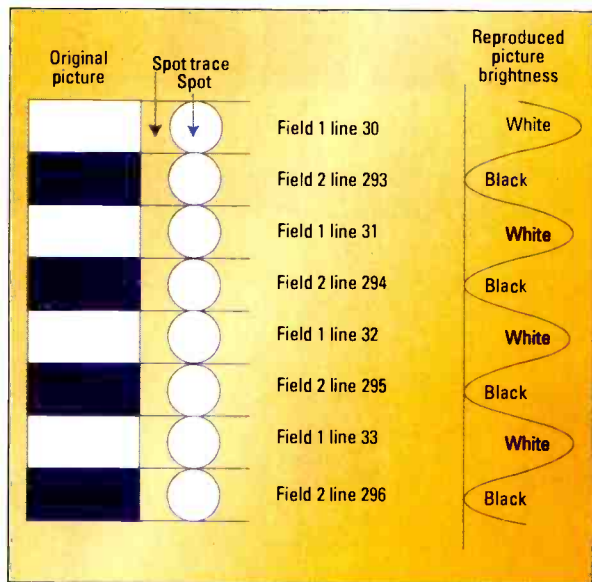 Original
picture
Spot trace
Spot
Reproduced
picture
brightness
Field 1 line 30
White
Field 2 line 293
Black
Field 1 line 31
White
Field 2 line 294
Black
Field 1 line 32
White
Field 2 line 295
Black
Field 1 line 33
White
Field 2 line 296
Black